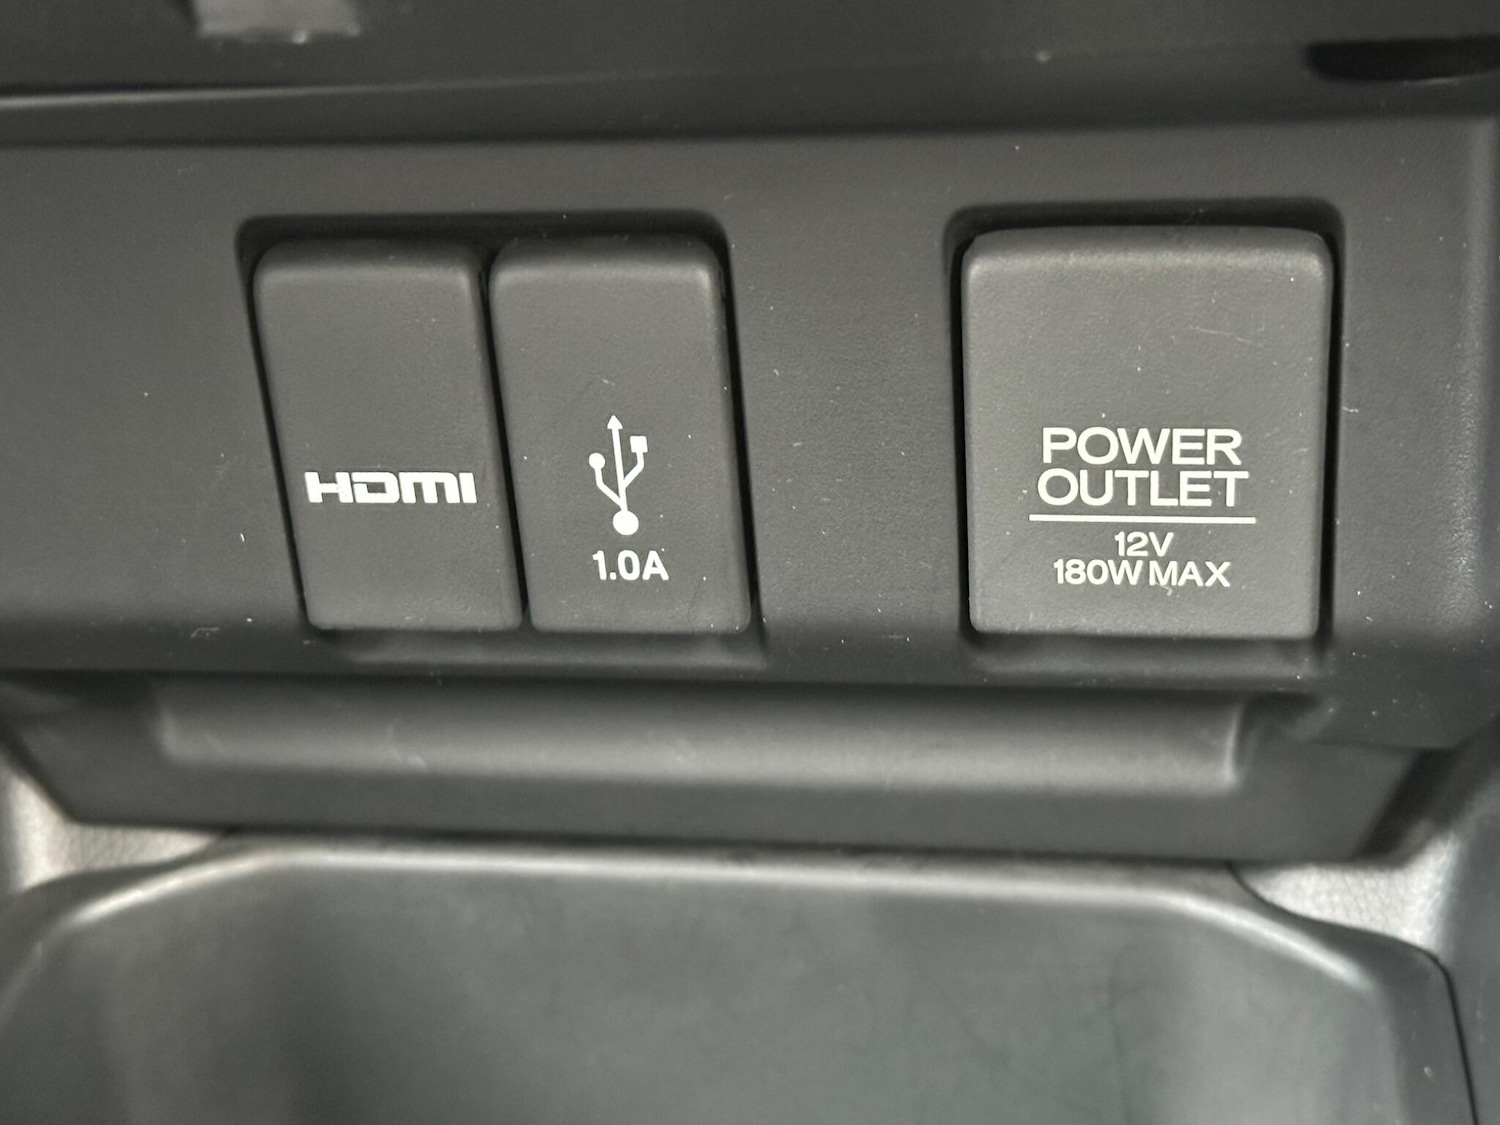 HDMI
1.0A
POWER
OUTLET
12V
180W MAX